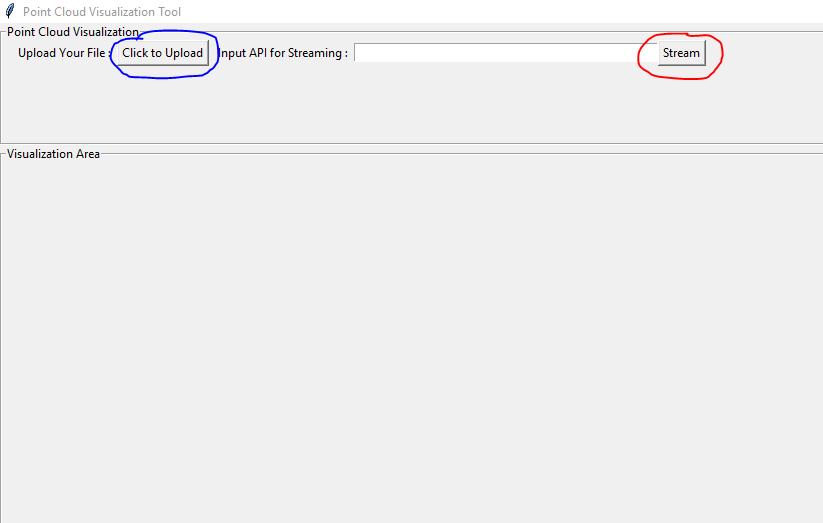 Point Cloud Visualization Tool
Point Cloud Visualization
Upload Your File : Click to Upload Input API for Streaming : Stream
Visualization Area